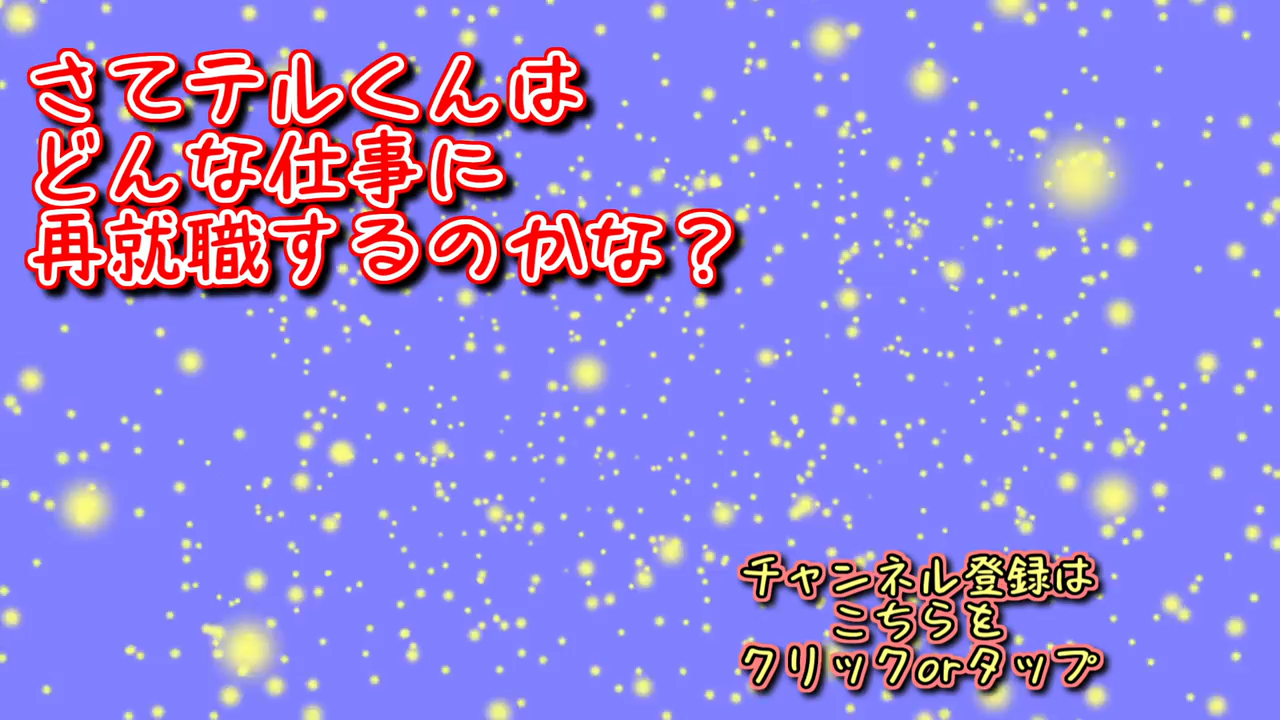 さてテルくんは
どんな仕事に
再就職するのかな？
チャンネル登録は
こちらを
クリックorタップ